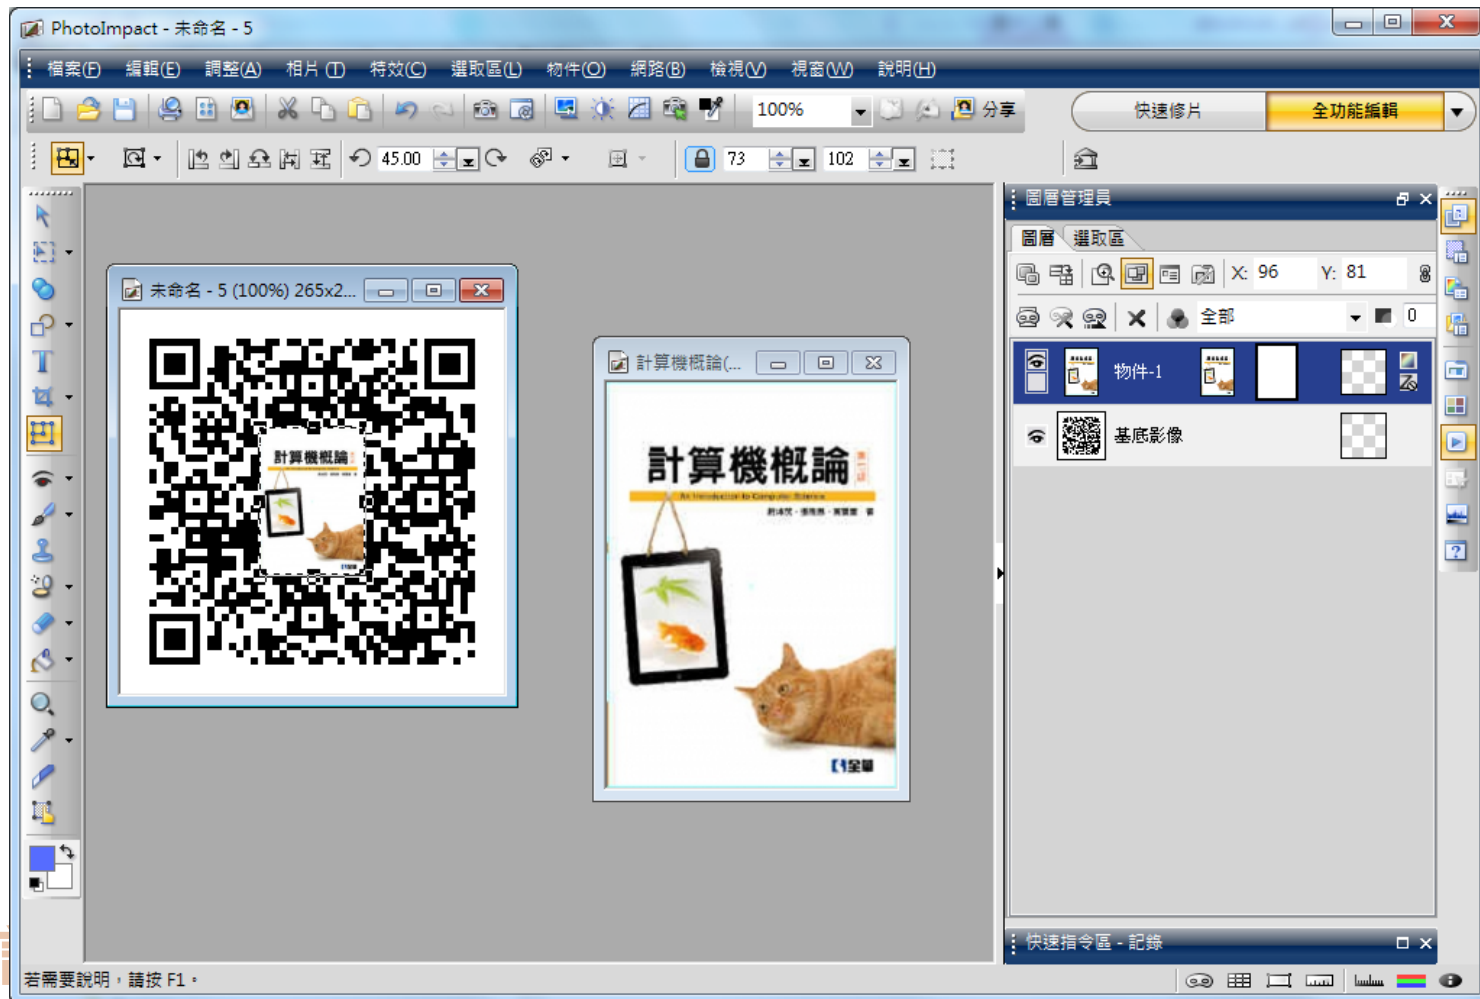 PhotoImpact - 未命名 - 5
檔案(F) 編輯(E) 調整(A) 相片(T) 特效(C) 選取區(L) 物件(O) 網路(B) 檢視(V) 視窗(W) 說明(H)
100% 分享 快速修片 全功能編輯
45.00 73 102
圖層管理員
圖層 選取區
X: 96 Y: 81
全部 0
物件-1
基底影像
未命名 - 5 (100%) 265x2...
計算機概論
計算機概論(...
計算機概論
An Introduction to Computer Science
全華
快速指令區 - 記錄
若需要說明，請按 F1。